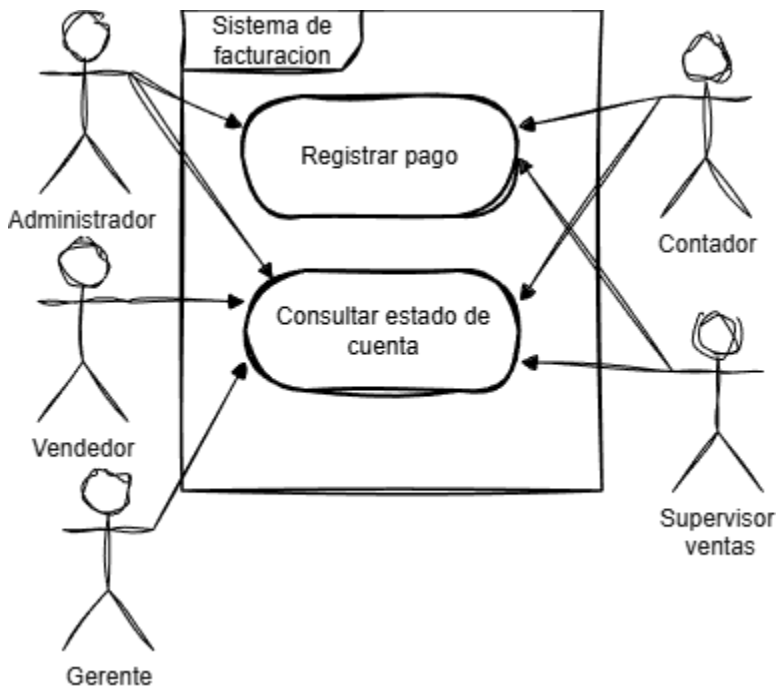 Sistema de
facturacion
Registrar pago
Administrador
Contador
Consultar estado de
cuenta
Vendedor
Supervisor
ventas
Gerente